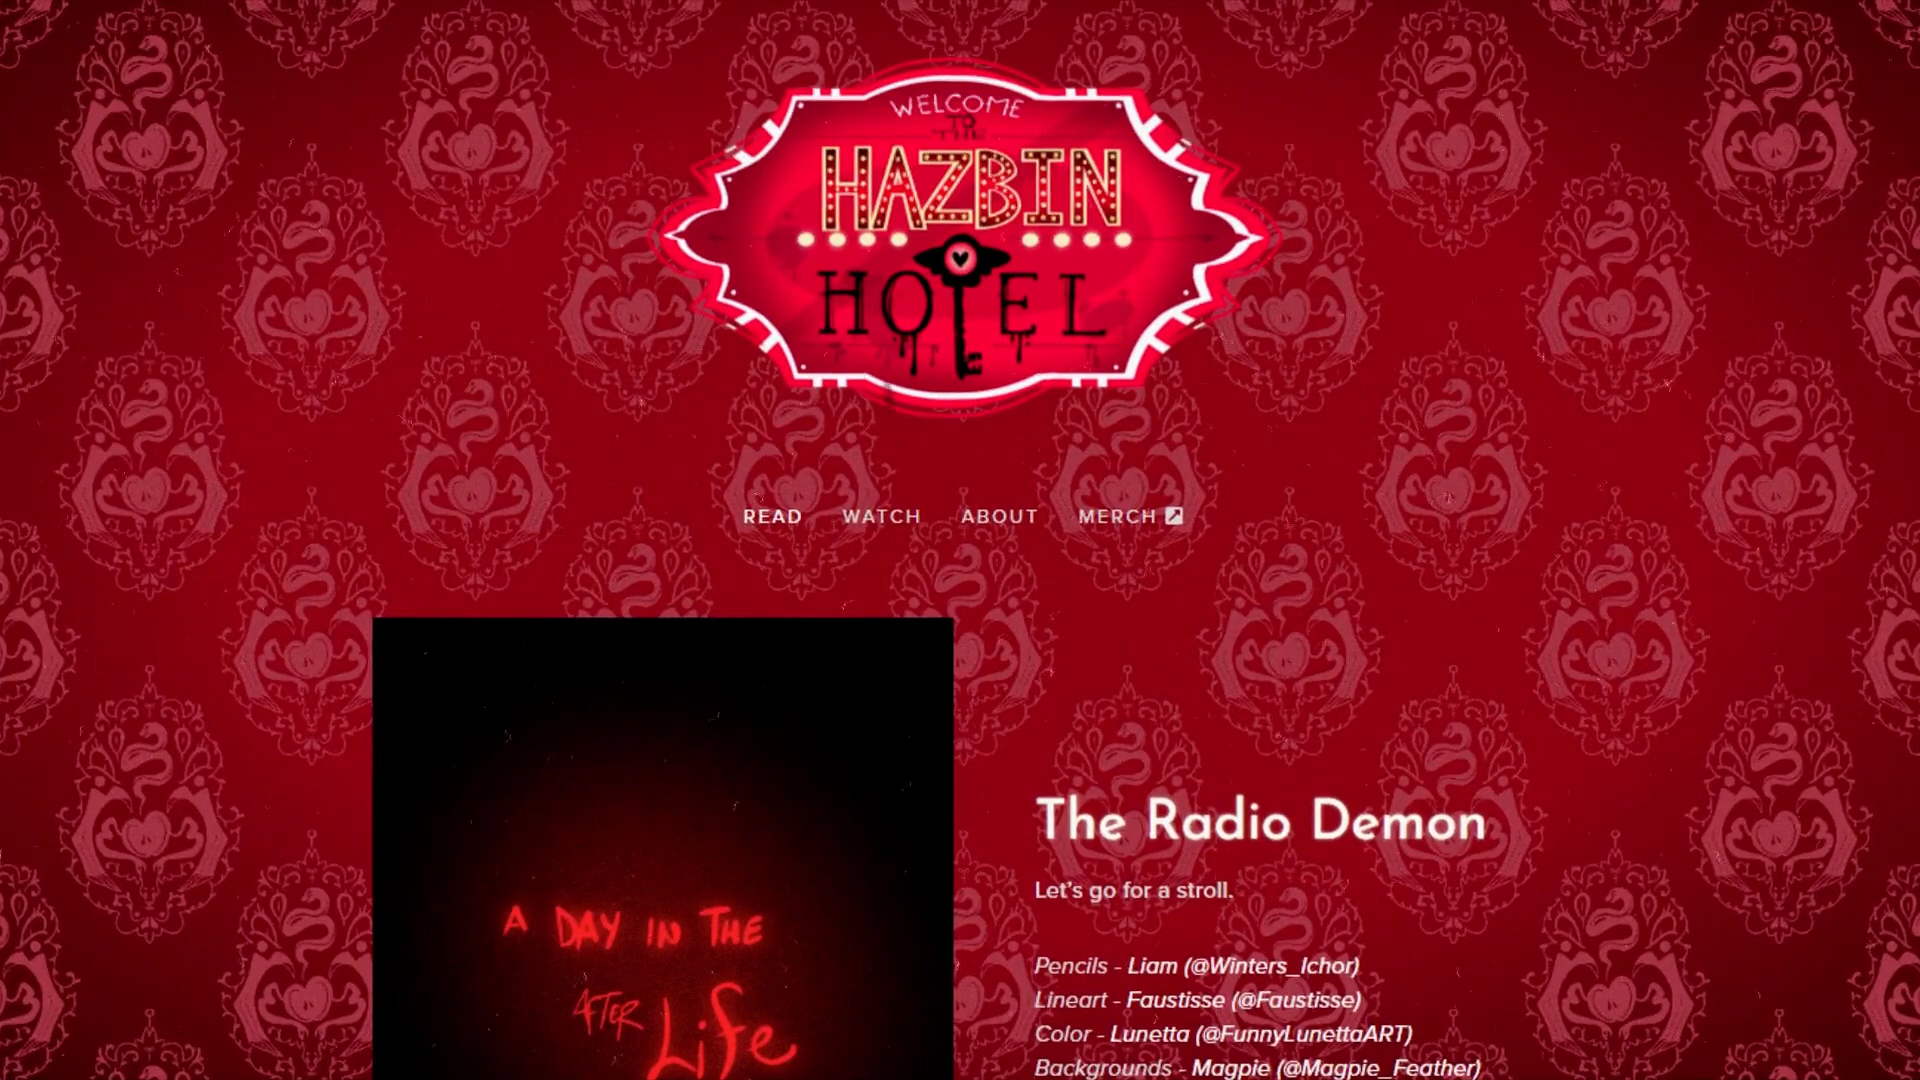 WELCOME
TO
THE
HAZBIN
HOTEL
READ WATCH ABOUT MERCH
The Radio Demon
Let's go for a stroll.
Pencils - Liam (@Winters_Ichor)
Lineart - Faustisse (@Faustisse)
Color - Lunetta (@FunnyLunettaART)
Backgrounds - Magpie (@Magpie_Feather)
A DAY IN THE
AFTER Life